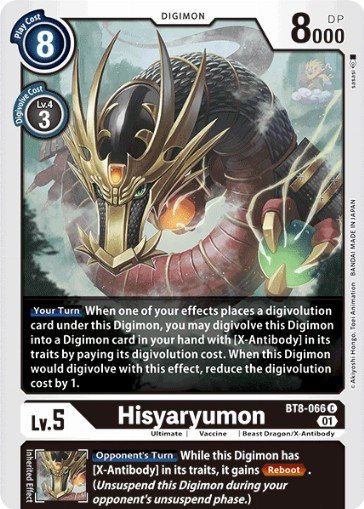 Play Cost
8
DIGIMON
8000
DP
Digivolve Cost
Lv.4
3
sasasi
Your Turn When one of your effects places a digivolution
card under this Digimon, you may digivolve this Digimon
into a Digimon card in your hand with [X-Antibody] in its
traits by paying its digivolution cost. When this Digimon
would digivolve with this effect, reduce the digivolution
cost by 1.
© Akiyoshi Hongo, Toei Animation BANDAI MADE IN JAPAN
Lv.5
Hisyaryumon
BT8-066 C
01
Ultimate | Vaccine | Beast Dragon/X-Antibody
Inherited Effect
Opponent's Turn While this Digimon has
[X-Antibody] in its traits, it gains Reboot.
(Unsuspend this Digimon during your
opponent's unsuspend phase.)